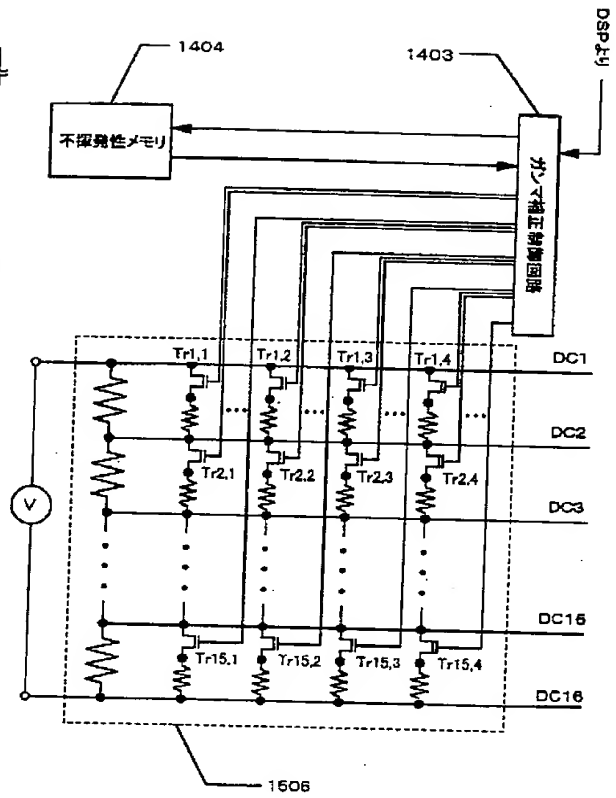 DSPより
1404
1403
不揮発性メモリ
ガンマ補正制御回路
Tr1,1
Tr1,2
Tr1,3
Tr1,4
DC1
DC2
Tr2,1
Tr2,2
Tr2,3
Tr2,4
DC3
V
DC15
Tr15,1
Tr15,2
Tr15,3
Tr15,4
DC16
1506